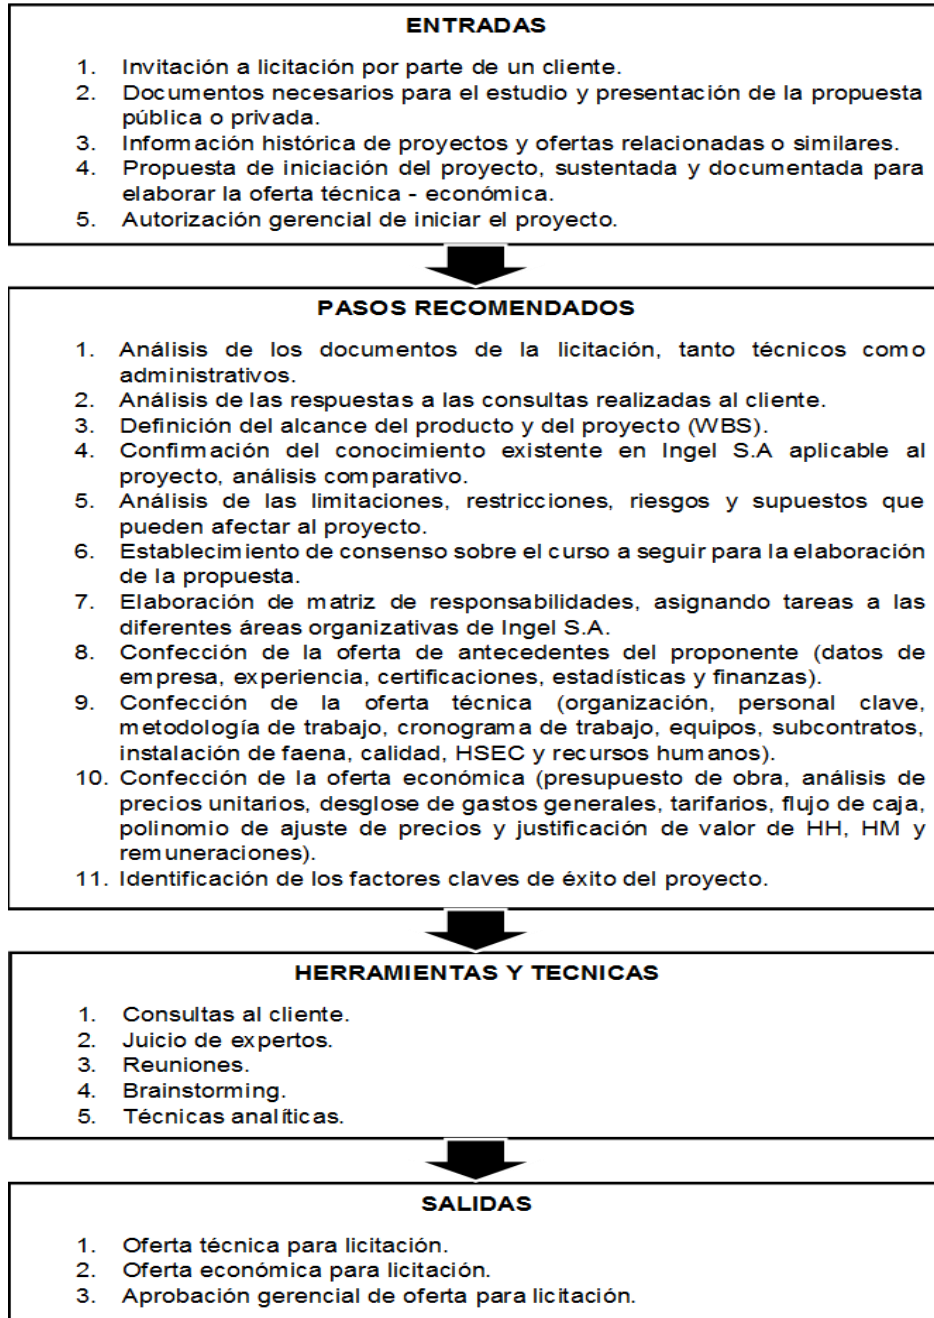 ENTRADAS
1. Invitación a licitación por parte de un cliente.
2. Documentos necesarios para el estudio y presentación de la propuesta
pública o privada.
3. Información histórica de proyectos y ofertas relacionadas o similares.
4. Propuesta de iniciación del proyecto, sustentada y documentada para
elaborar la oferta técnica - económica.
5. Autorización gerencial de iniciar el proyecto.
PASOS RECOMENDADOS
1. Análisis de los documentos de la licitación, tanto técnicos como
administrativos.
2. Análisis de las respuestas a las consultas realizadas al cliente.
3. Definición del alcance del producto y del proyecto (WBS).
4. Confirmación del conocimiento existente en Ingel S.A aplicable al
proyecto, análisis comparativo.
5. Análisis de las limitaciones, restricciones, riesgos y supuestos que
pueden afectar al proyecto.
6. Establecimiento de consenso sobre el curso a seguir para la elaboración
de la propuesta.
7. Elaboración de matriz de responsabilidades, asignando tareas a las
diferentes áreas organizativas de Ingel S.A.
8. Confección de la oferta de antecedentes del proponente (datos de
empresa, experiencia, certificaciones, estadísticas y finanzas).
9. Confección de la oferta técnica (organización, personal clave,
metodología de trabajo, cronograma de trabajo, equipos, subcontratos,
instalación de faena, calidad, HSEC y recursos humanos).
10. Confección de la oferta económica (presupuesto de obra, análisis de
precios unitarios, desglose de gastos generales, tarifarios, flujo de caja,
polinomio de ajuste de precios y justificación de valor de HH, HM y
remuneraciones).
11. Identificación de los factores claves de éxito del proyecto.
HERRAMIENTAS Y TECNICAS
1. Consultas al cliente.
2. Juicio de expertos.
3. Reuniones.
4. Brainstorming.
5. Técnicas analíticas.
SALIDAS
1. Oferta técnica para licitación.
2. Oferta económica para licitación.
3. Aprobación gerencial de oferta para licitación.